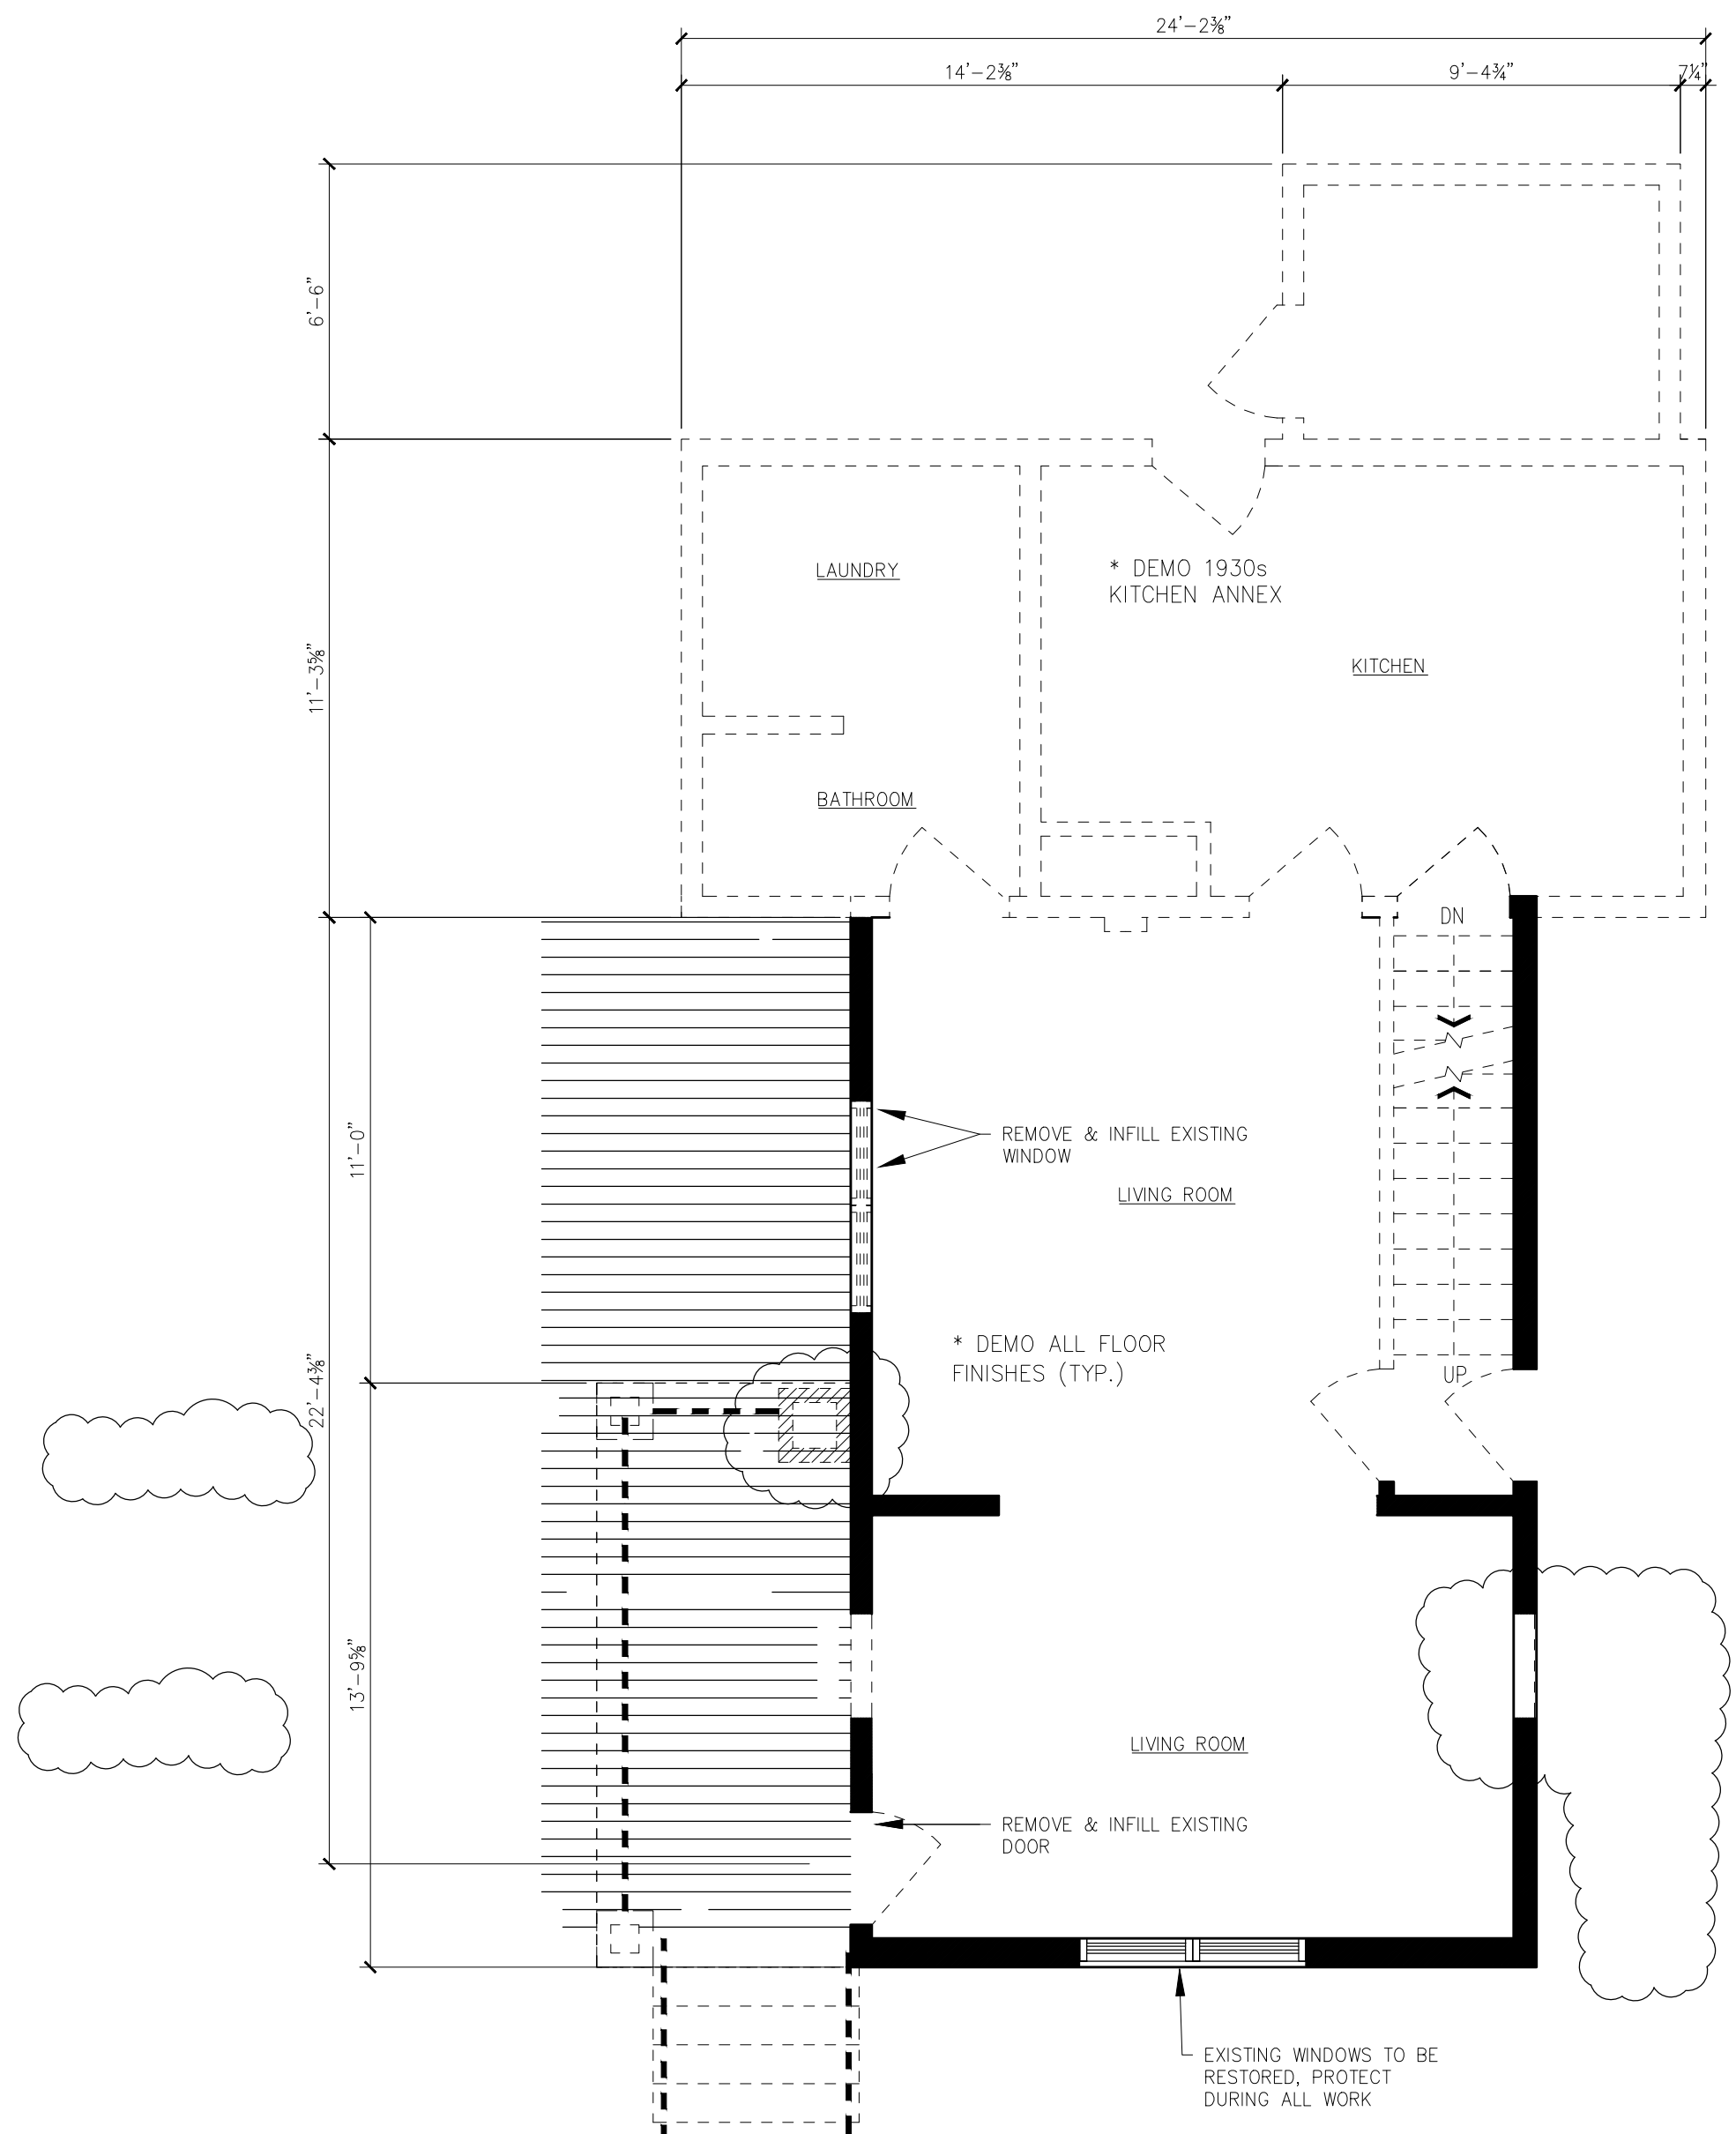 24'-2⅜"
14'-2⅜"
9'-4¾"
7¼"
6'-6"
11'-3⅝"
LAUNDRY
* DEMO 1930s
KITCHEN ANNEX
KITCHEN
BATHROOM
DN
11'-0"
REMOVE & INFILL EXISTING
WINDOW
LIVING ROOM
* DEMO ALL FLOOR
FINISHES (TYP.)
UP
22'-4⅜"
13'-9⅝"
LIVING ROOM
REMOVE & INFILL EXISTING
DOOR
EXISTING WINDOWS TO BE
RESTORED, PROTECT
DURING ALL WORK